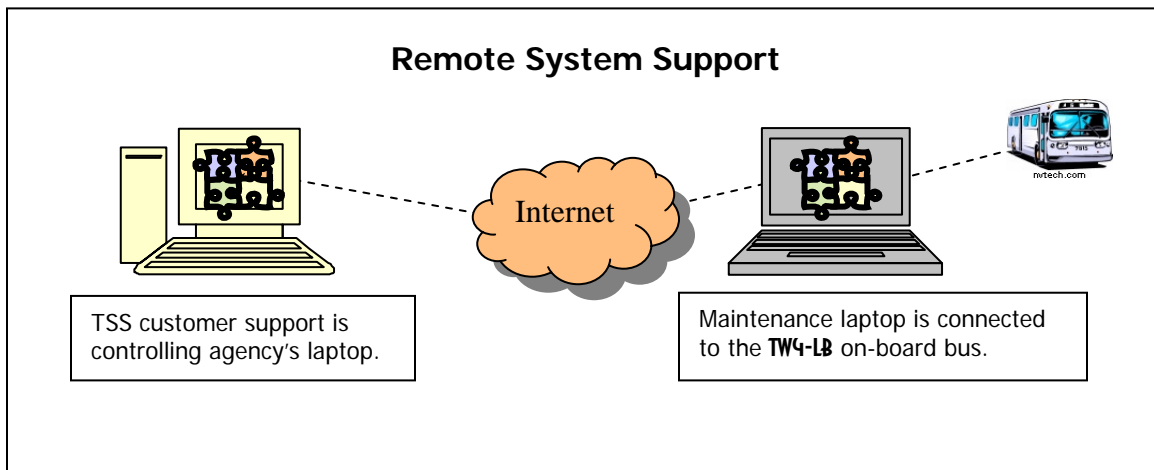 Remote System Support
nvtech.com
Internet
TSS customer support is
controlling agency's laptop.
Maintenance laptop is connected
to the TW4-LB on-board bus.